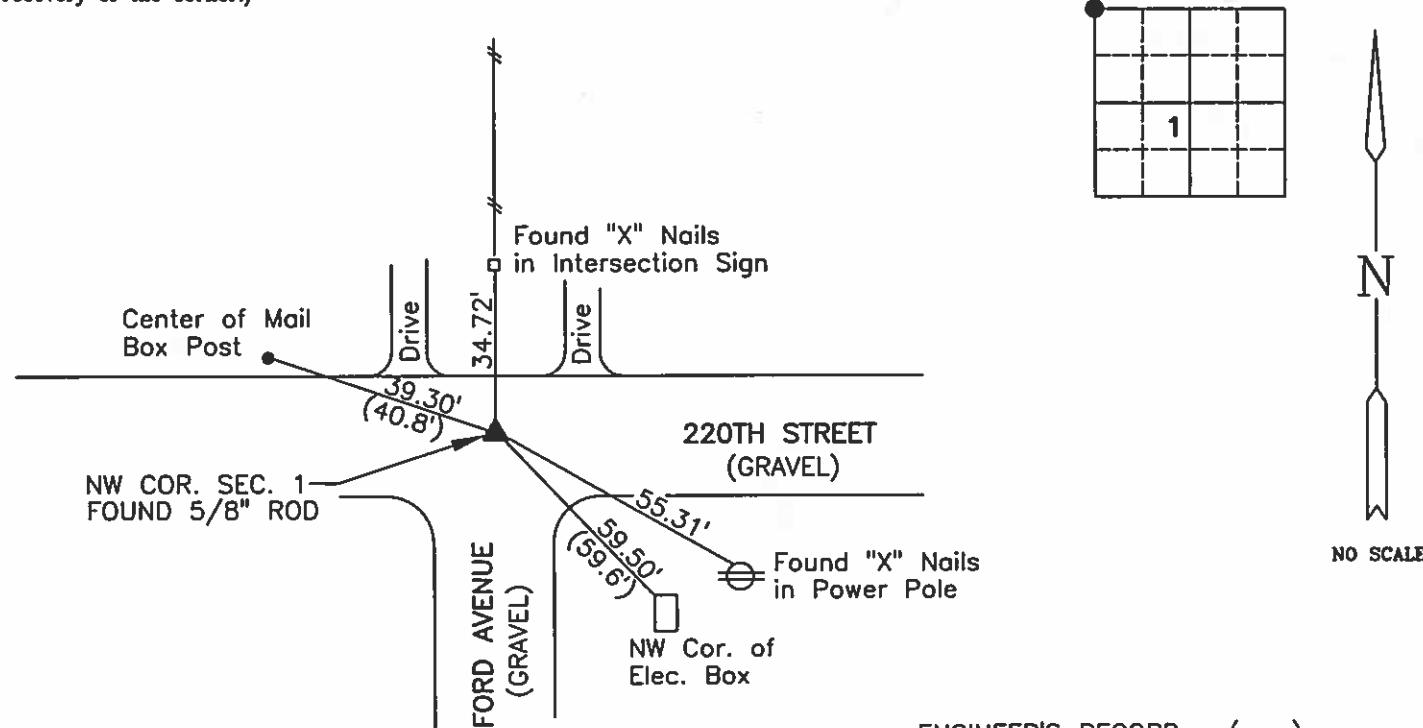 Found "X" Nails
in Intersection Sign
Center of Mail
Box Post
Drive
34.72'
Drive
39.30'
(40.8')
220TH STREET
(GRAVEL)
NW COR. SEC. 1
FOUND 5/8" ROD
55.31'
59.50'
(59.6')
Found "X" Nails
in Power Pole
NW Cor. of
Elec. Box
FORD AVENUE
(GRAVEL)
1
N
NO SCALE